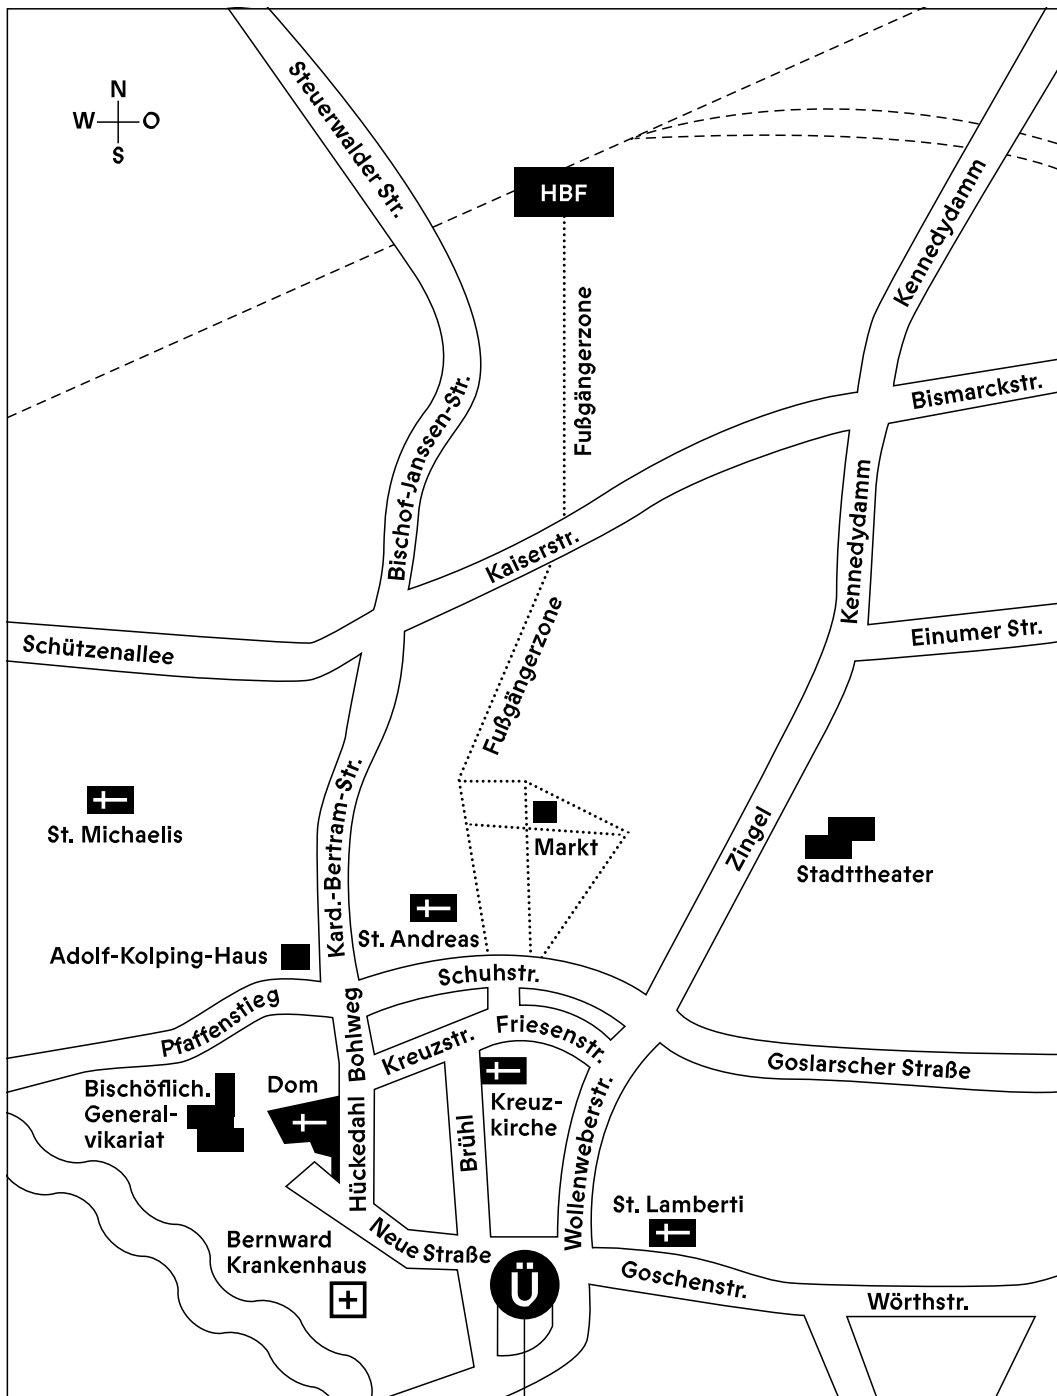 N
W O
S
Steuerwalder Str.
HBF
Kennedydamm
Fußgängerzone
Bismarckstr.
Bischof-Janssen-Str.
Kaiserstr.
Kennedydamm
Schützenallee
Einumer Str.
Fußgängerzone
St. Michaelis
Kard.-Bertram-Str.
Markt
Zingel
Stadttheater
St. Andreas
Adolf-Kolping-Haus
Schuhstr.
Pfaffenstieg
Bohlweg
Kreuzstr.
Friesenstr.
Goslarscher Straße
Bischöflich.
General-
vikariat
Dom
Kreuz-
kirche
Hückedahl
Brühl
Wollenweberstr.
St. Lamberti
Neue Straße
Bernward
Krankenhaus
Ü
Goschenstr.
Wörthstr.